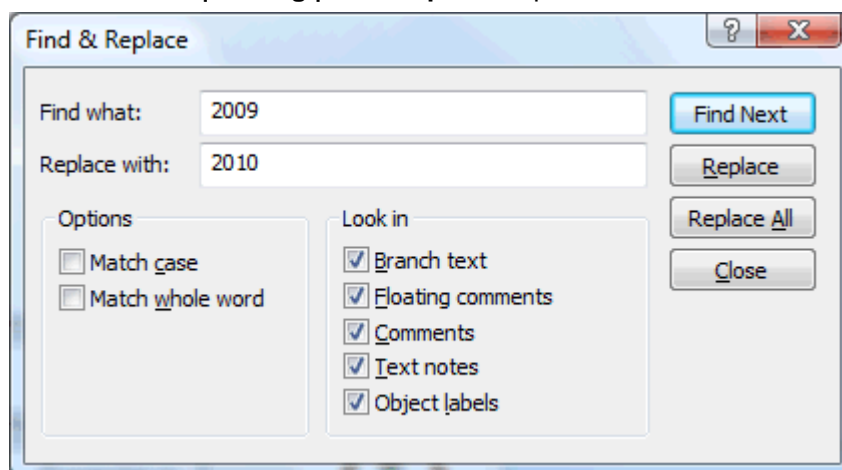 Find & Replace
Find what: 2009
Find Next
Replace with: 2010
Replace
Options
Match case
Match whole word
Look in
Branch text
Floating comments
Comments
Text notes
Object labels
Replace All
Close